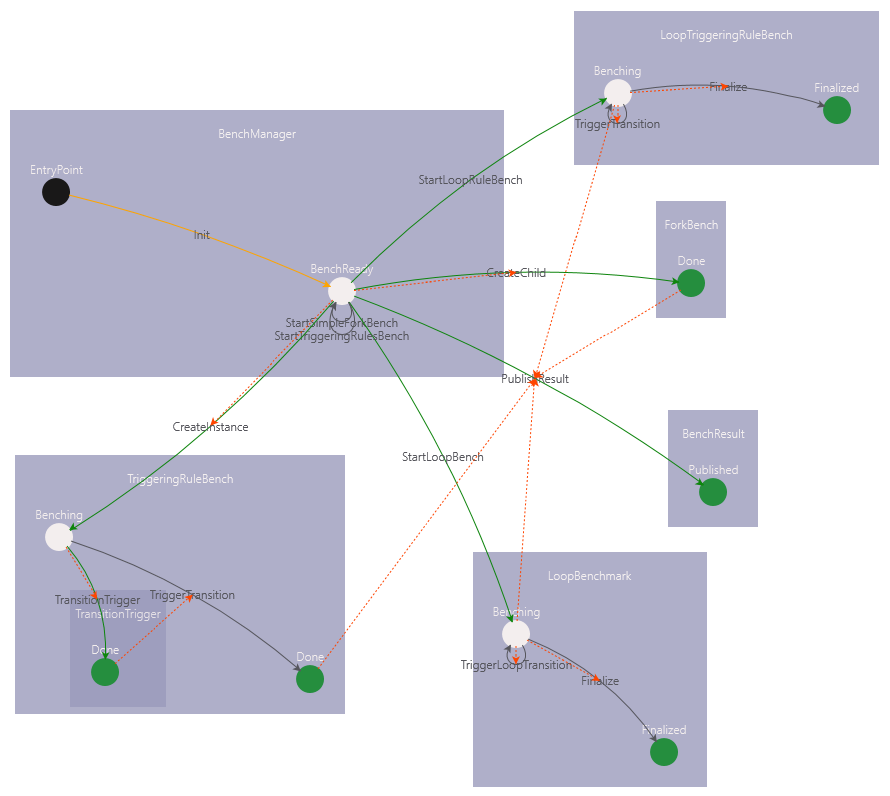 LoopTriggeringRuleBench
Benching
Finalize
Finalized
TriggerTransition
BenchManager
EntryPoint
StartLoopRuleBench
ForkBench
Init
Done
BenchReady
CreateChild
StartSimpleForkBench
StartTriggeringRulesBench
PublishResult
CreateInstance
BenchResult
StartLoopBench
Published
TriggeringRuleBench
Benching
LoopBenchmark
TransitionTrigger
TriggerTransition
TransitionTrigger
Benching
Done
Done
TriggerLoopTransition
Finalize
Finalized